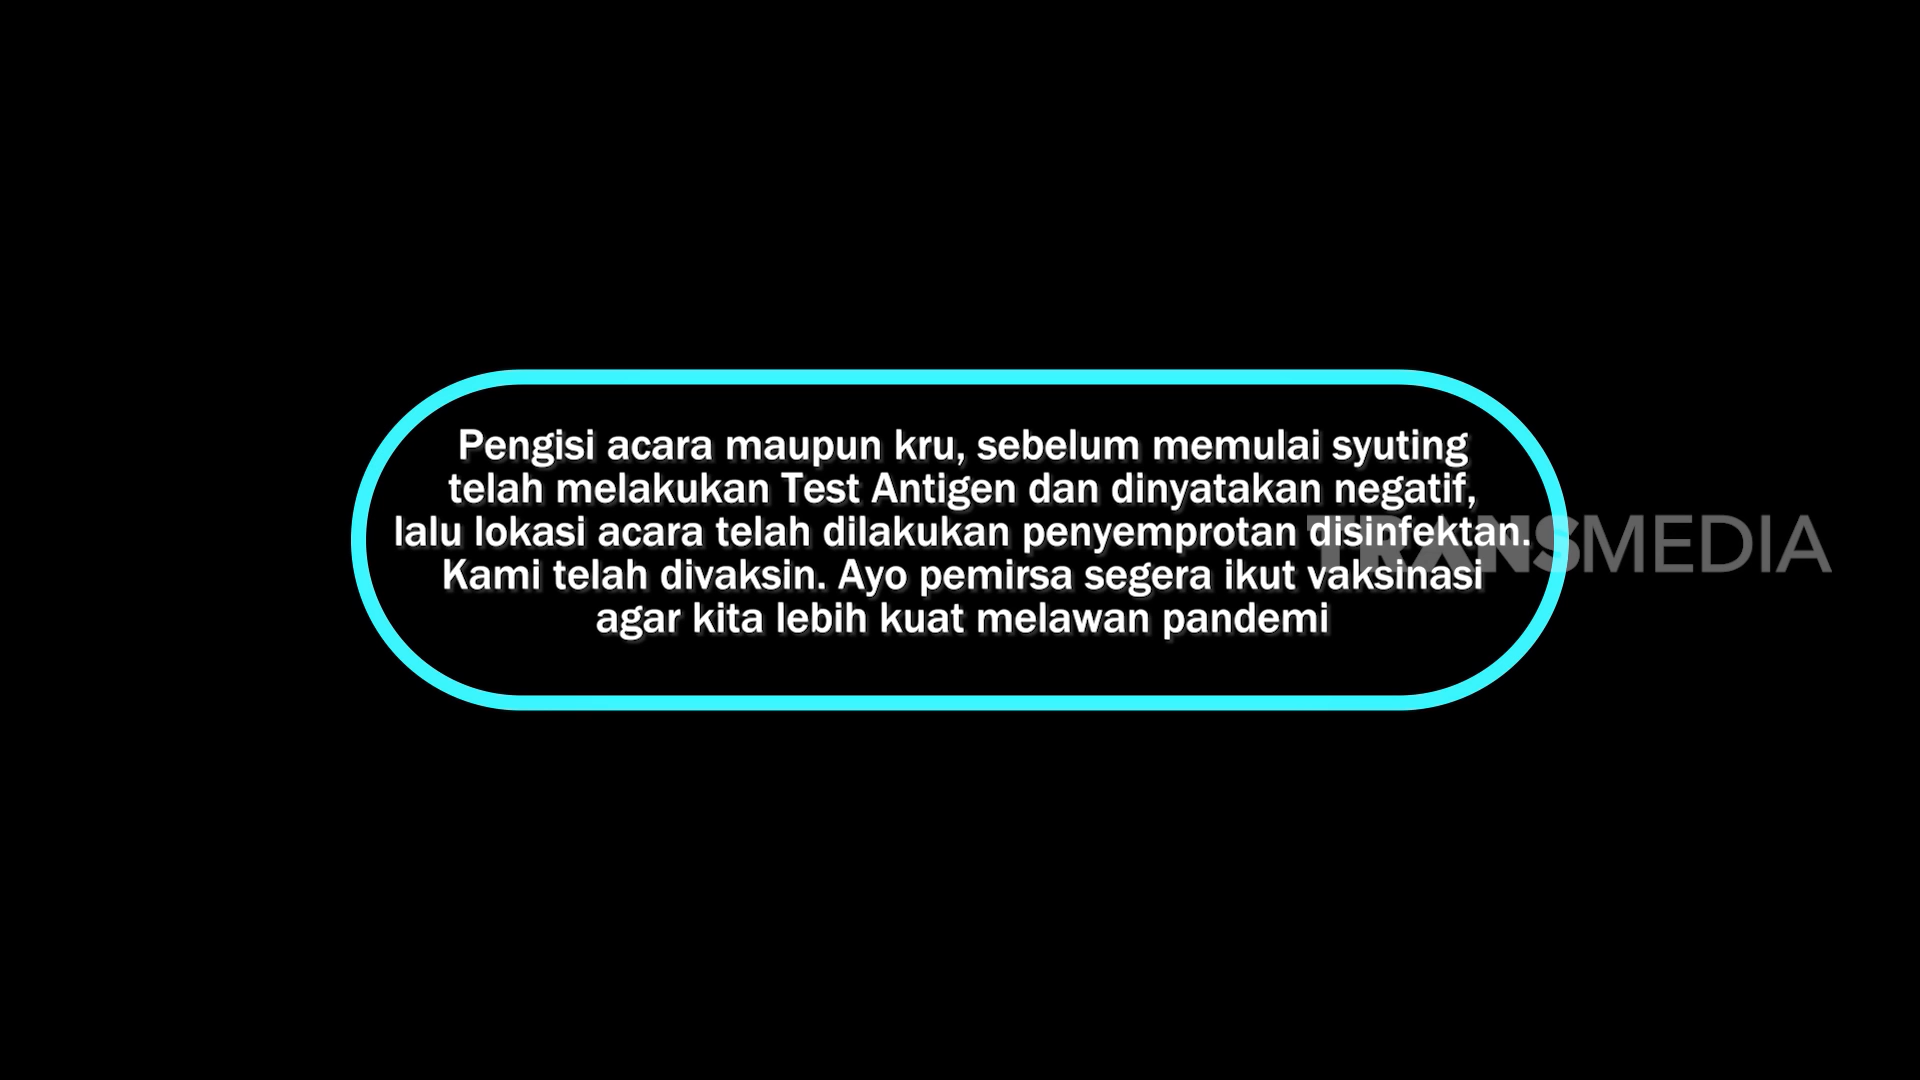 Pengisi acara maupun kru, sebelum memulai syuting
telah melakukan Test Antigen dan dinyatakan negatif,
lalu lokasi acara telah dilakukan penyemprotan disinfektan.
TRANSMEDIA
Kami telah divaksin. Ayo pemirsa segera ikut vaksinasi
agar kita lebih kuat melawan pandemi